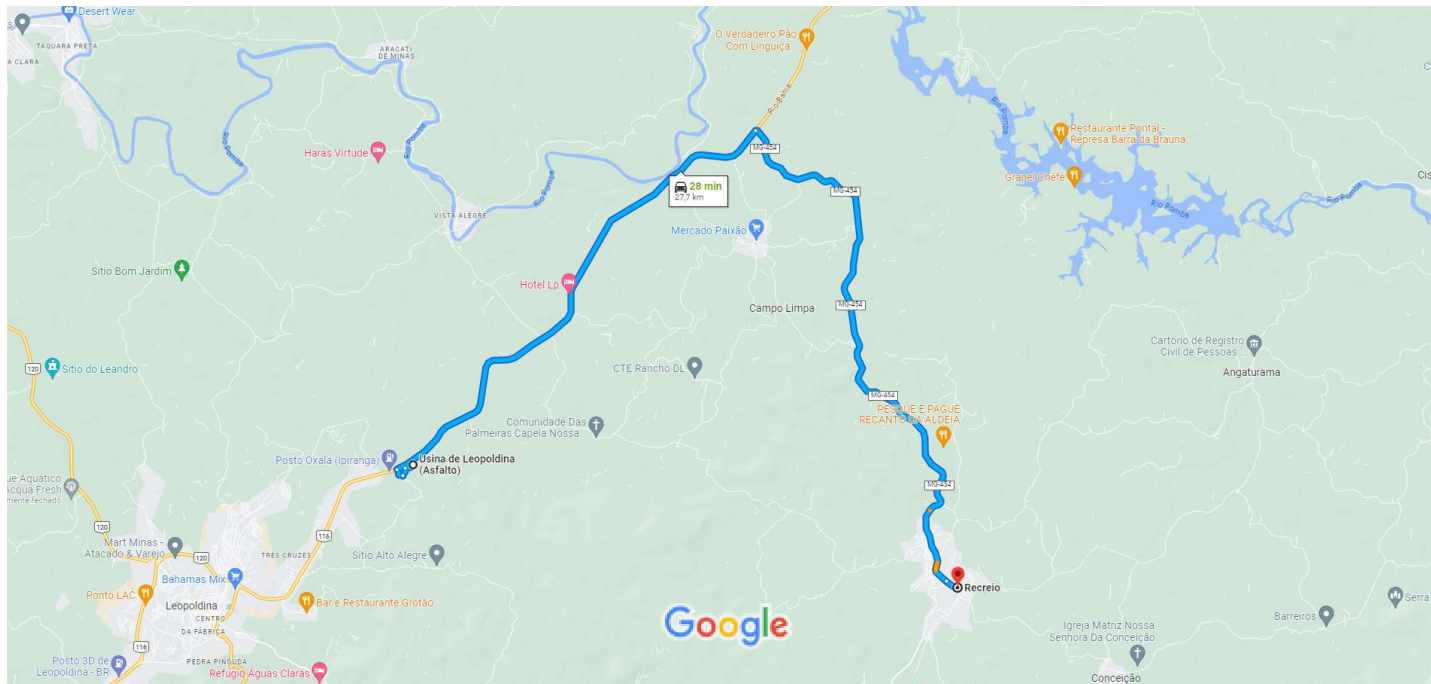 Desert Wear
TAQUARA PRETA
A CLARA
ARACATI
DE MINAS
O Verdadeiro Pão
Com Linguiça...
Rio-Bahia
Rio Pomba
Rio Pomba
Rio Pomba
Rio Pomba
Haras Virtude
MG-454
Restaurante Pontal -
Represa Barra da Braúna
Granel Chefe
Cis
28 min
27,7 km
MG-454
Rio Pomba
Rio Pomba
VISTA ALEGRE
Mercado Paixão
Sítio Bom Jardim
Hotel Lp
MG-454
Campo Limpa
Cartório de Registro
Civil de Pessoas...
Angaturama
120
Sítio do Leandro
CTE Rancho DL
MG-454
PESQUE E PAGUE
RECANTO DA ALDEIA
Comunidade Das
Palmeiras Capela Nossa...
Posto Oxala (Ipiranga)
Usina de Leopoldina
(Asfalto)
que Aquático
Acqua Fresh
mente fechado
MG-454
120
116
Mart Minas -
Atacado & Varejo
120
TRES CRUZES
Sítio Alto Alegre
Bahamas Mix
Recreio
Ponto LAC
Leopoldina
Bar e Restaurante Grotão
CENTRO
DA FÁBRICA
Google
Serra
Barreiros
Igreja Matriz Nossa
Senhora Da Conceição
116
Posto 3D de
Leopoldina - BR
PEDRA PINGUDA
Refúgio Águas Claras
Conceição